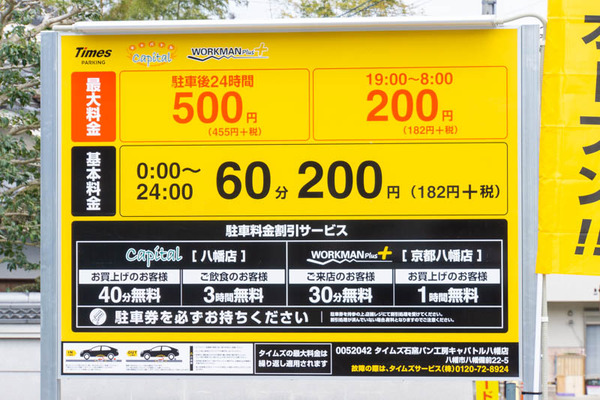 Times
PARKING
Capital
WORKMAN Plus+
最大料金
駐車後24時間
500円
(455円+税)
19:00〜8:00
200円
(182円+税)
基本料金
0:00〜
24:00
60分 200円 (182円+税)
駐車料金割引サービス
Capital [ 八幡店 ]
WORKMAN Plus+ [ 京都八幡店 ]
お買上げのお客様
ご飲食のお客様
ご来店のお客様
お買上げのお客様
40分無料
3時間無料
30分無料
1時間無料
駐車券を必ずお持ちください
タイムズの最大料金は
繰り返し適用されます
0052042 タイムズ石窯パン工房キャパトル八幡店
八幡市八幡備前22-5
故障の際は、タイムズサービス(株)0120-72-8924
オープン!!